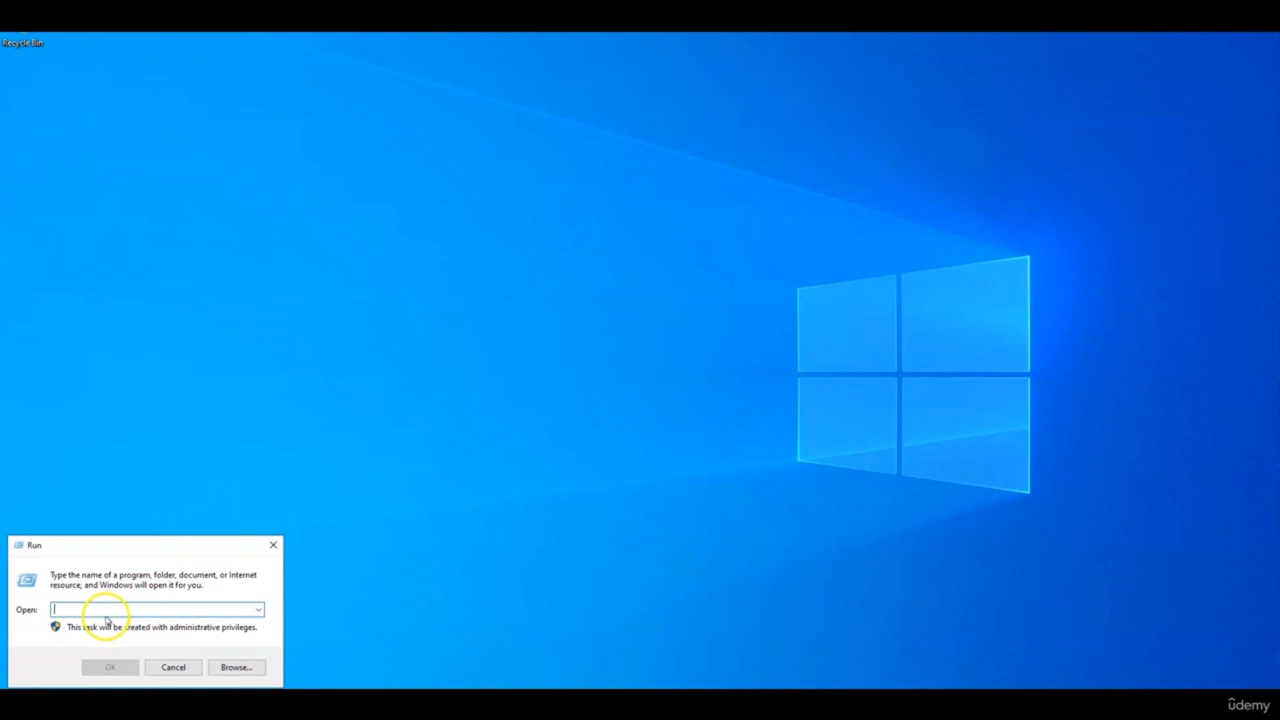 Recycle Bin
Run
Type the name of a program, folder, document, or Internet
resource, and Windows will open it for you.
Open:
This task will be created with administrative privileges.
OK
Cancel
Browse...
ûdemy